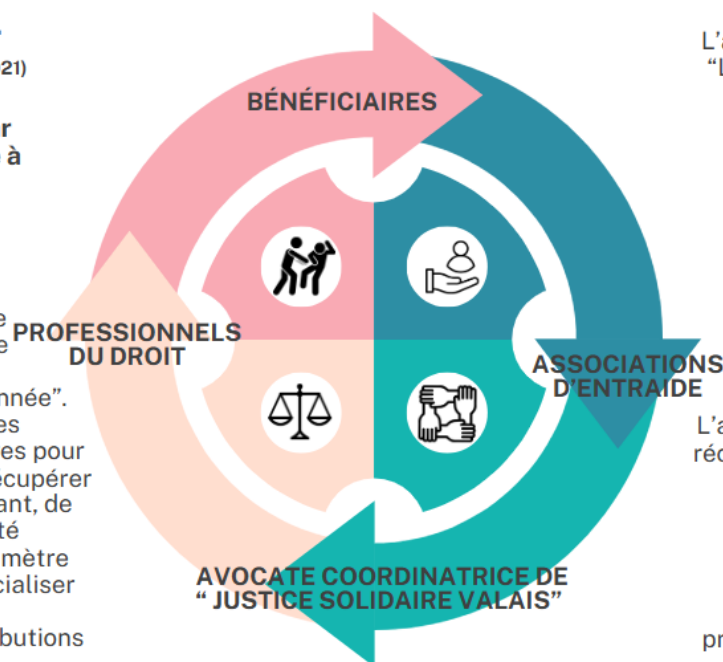 21)
r
à
e
e
nnée”.
es
es pour
écupérer
ant, de
té
mètre
cialiser
butions
BÉNÉFICIAIRES
PROFESSIONNELS
DU DROIT
ASSOCIATIONS
D’ENTRAIDE
AVOCATE COORDINATRICE DE
“ JUSTICE SOLIDAIRE VALAIS”
L’a
“L
L’a
réc
pr